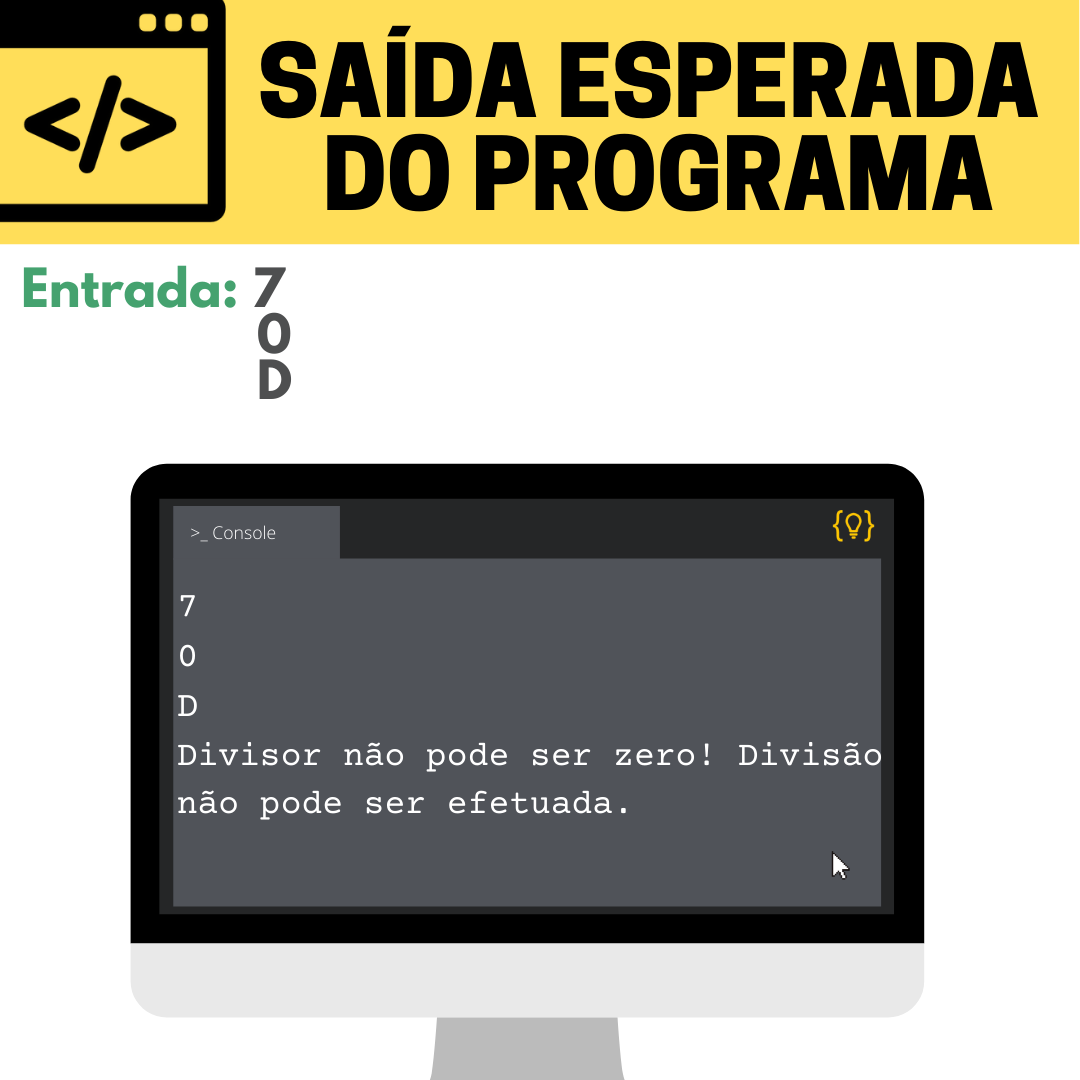 </>
SAÍDA ESPERADA
DO PROGRAMA
Entrada: 7
0
D
>_ Console
7
0
D
Divisor não pode ser zero! Divisão
não pode ser efetuada.